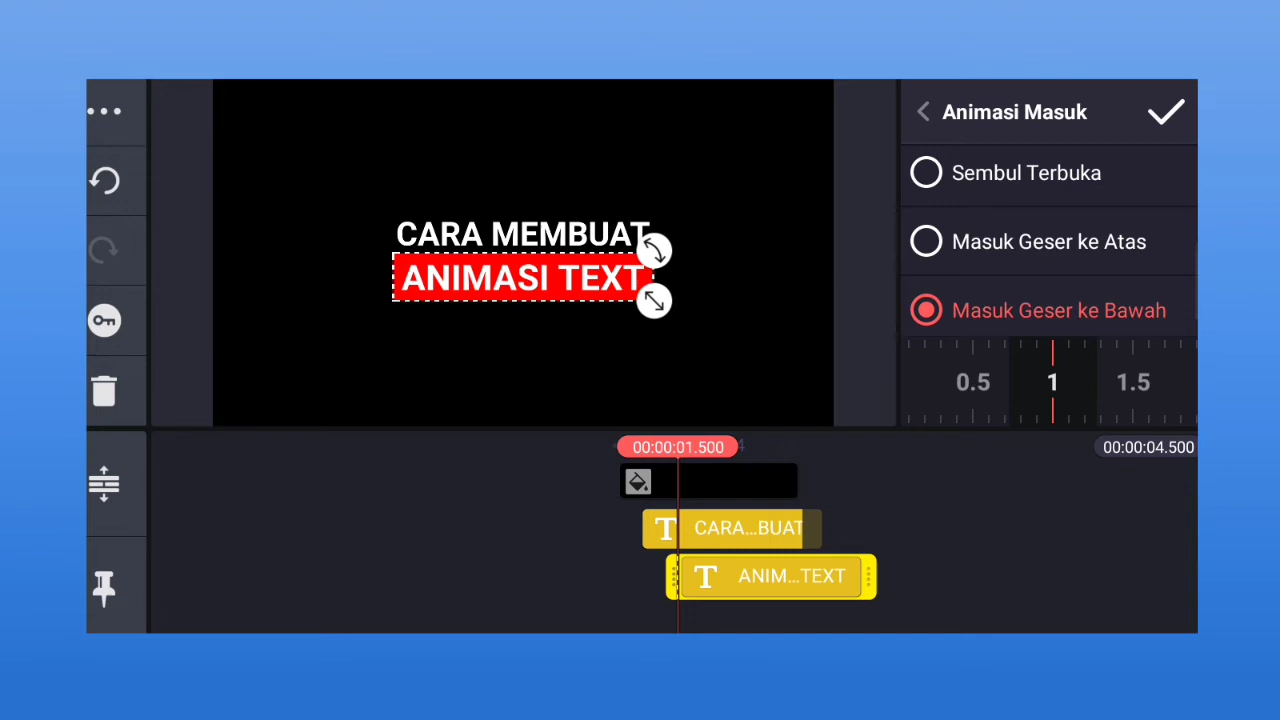 Animasi Masuk
Sembul Terbuka
Masuk Geser ke Atas
Masuk Geser ke Bawah
0.5 1 1.5
CARA MEMBUAT
ANIMASI TEXT
00:00:01.500
4
00:00:04.500
T CARA...BUAT
T ANIM...TEXT